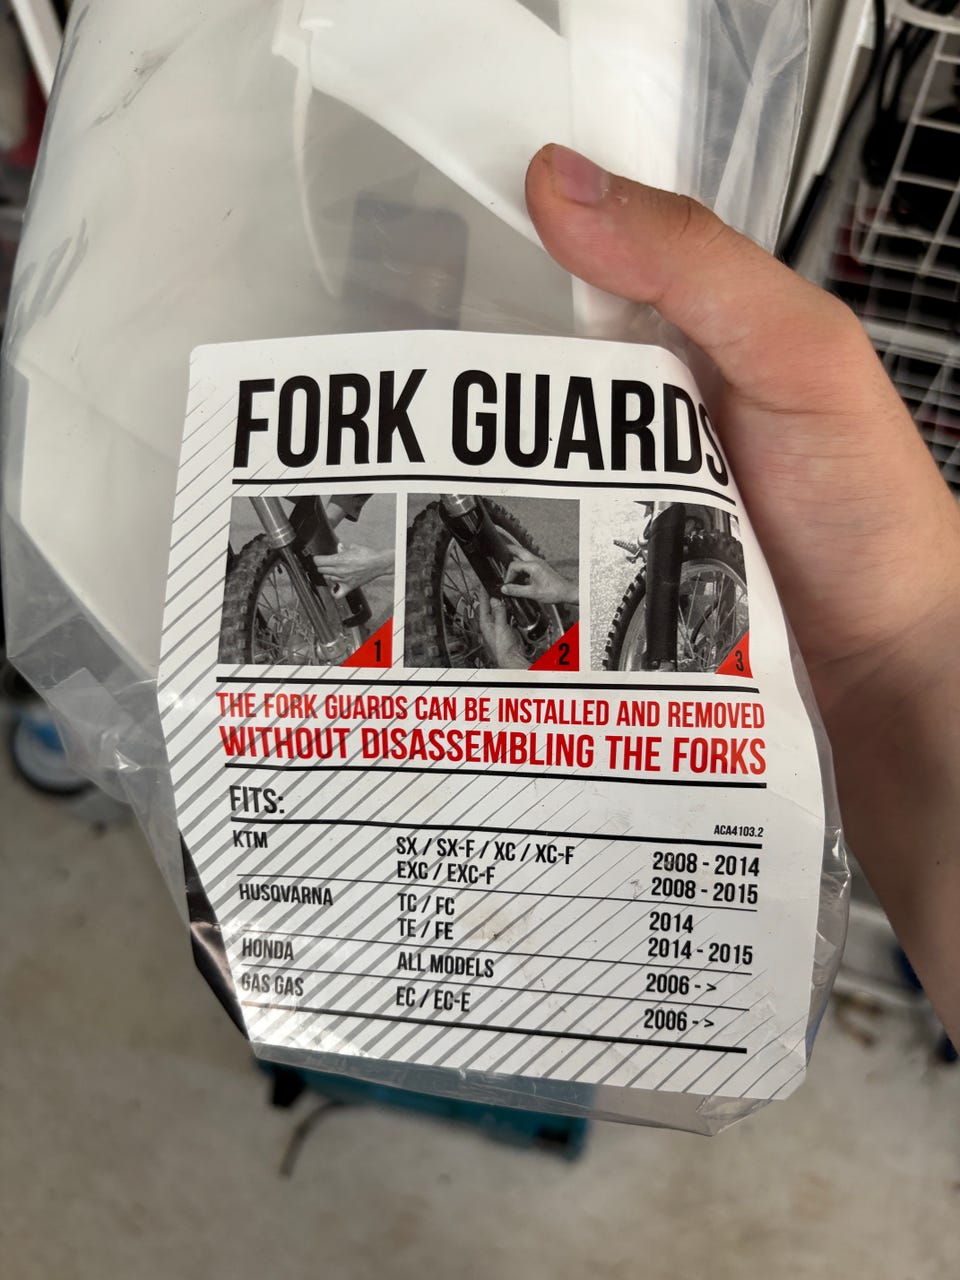 FORK GUARDS
1
2
3
THE FORK GUARDS CAN BE INSTALLED AND REMOVED
WITHOUT DISASSEMBLING THE FORKS
FITS:
ACA4103.2
KTM SX / SX-F / XC / XC-F 2008 - 2014
EXC / EXC-F 2008 - 2015
HUSQVARNA TC / FC 2014
TE / FE 2014 - 2015
HONDA ALL MODELS 2006 - >
GAS GAS EC / EC-E 2006 - >